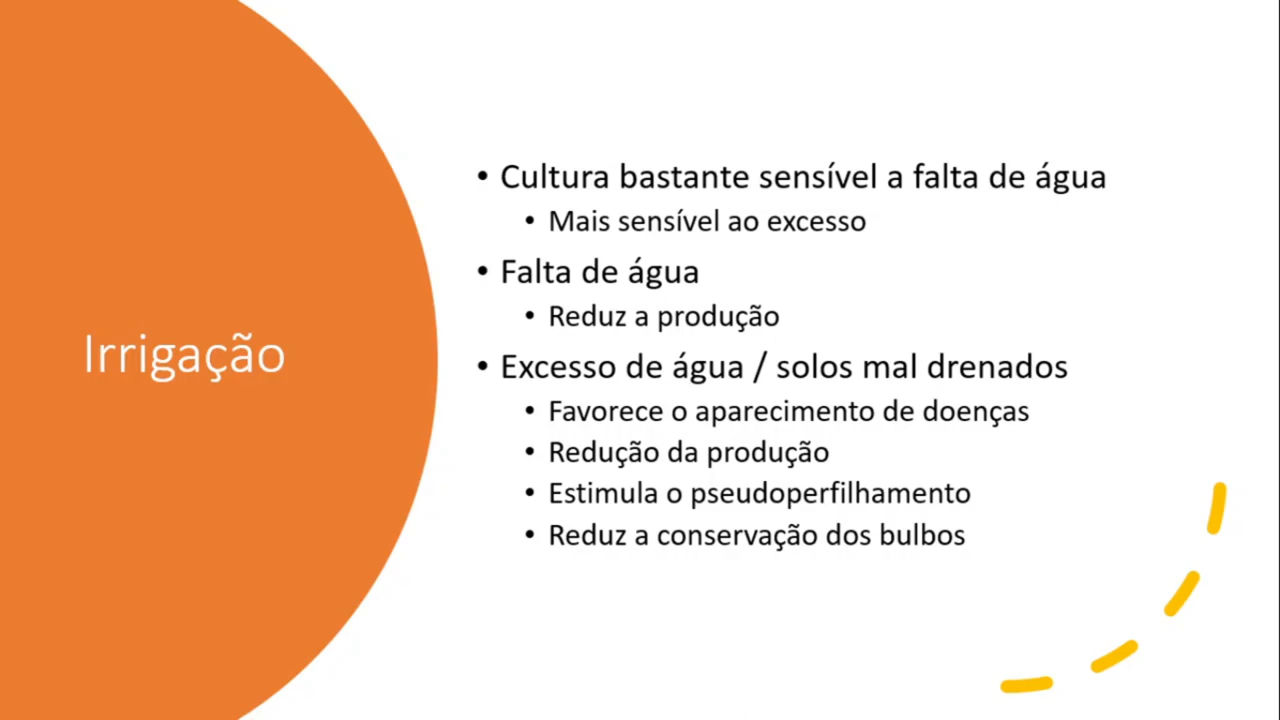 Irrigação
• Cultura bastante sensível a falta de água
• Mais sensível ao excesso
• Falta de água
• Reduz a produção
• Excesso de água / solos mal drenados
• Favorece o aparecimento de doenças
• Redução da produção
• Estimula o pseudoperfilhamento
• Reduz a conservação dos bulbos